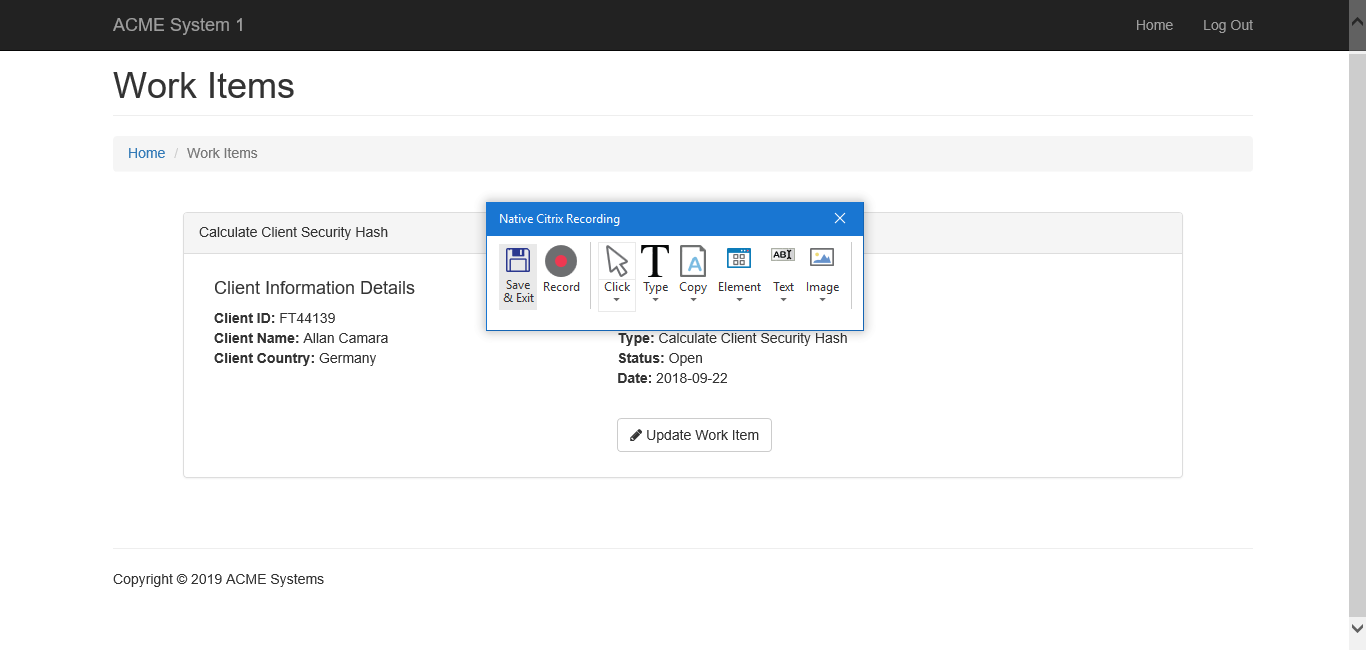 ACME System 1
Home
Log Out
Work Items
Home / Work Items
Calculate Client Security Hash
Native Citrix Recording
Save
& Exit
Record
Click
Type
Copy
Element
ABI
Text
Image
Client Information Details
Client ID: FT44139
Client Name: Allan Camara
Client Country: Germany
Type: Calculate Client Security Hash
Status: Open
Date: 2018-09-22
Update Work Item
Copyright © 2019 ACME Systems